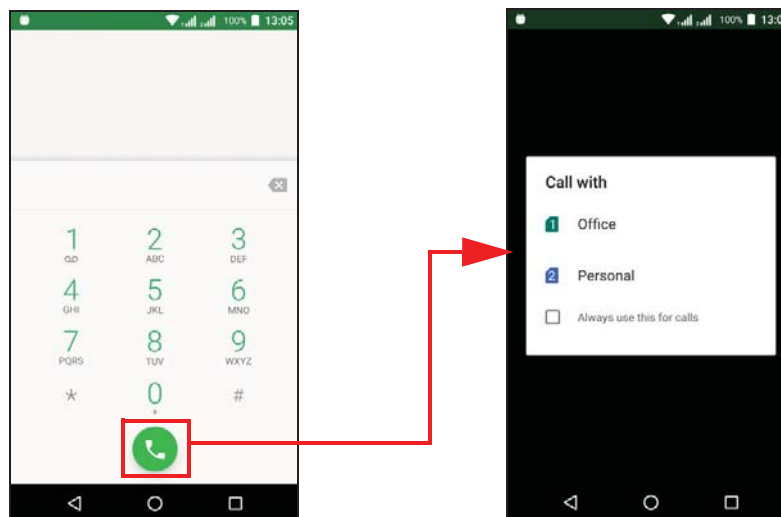 100% 13:05
1 2 3
ABC DEF
4 5 6
GHI JKL MNO
7 8 9
PQRS TUV WXYZ
* 0 #
+
100%
Call with
1 Office
2 Personal
Always use this for calls